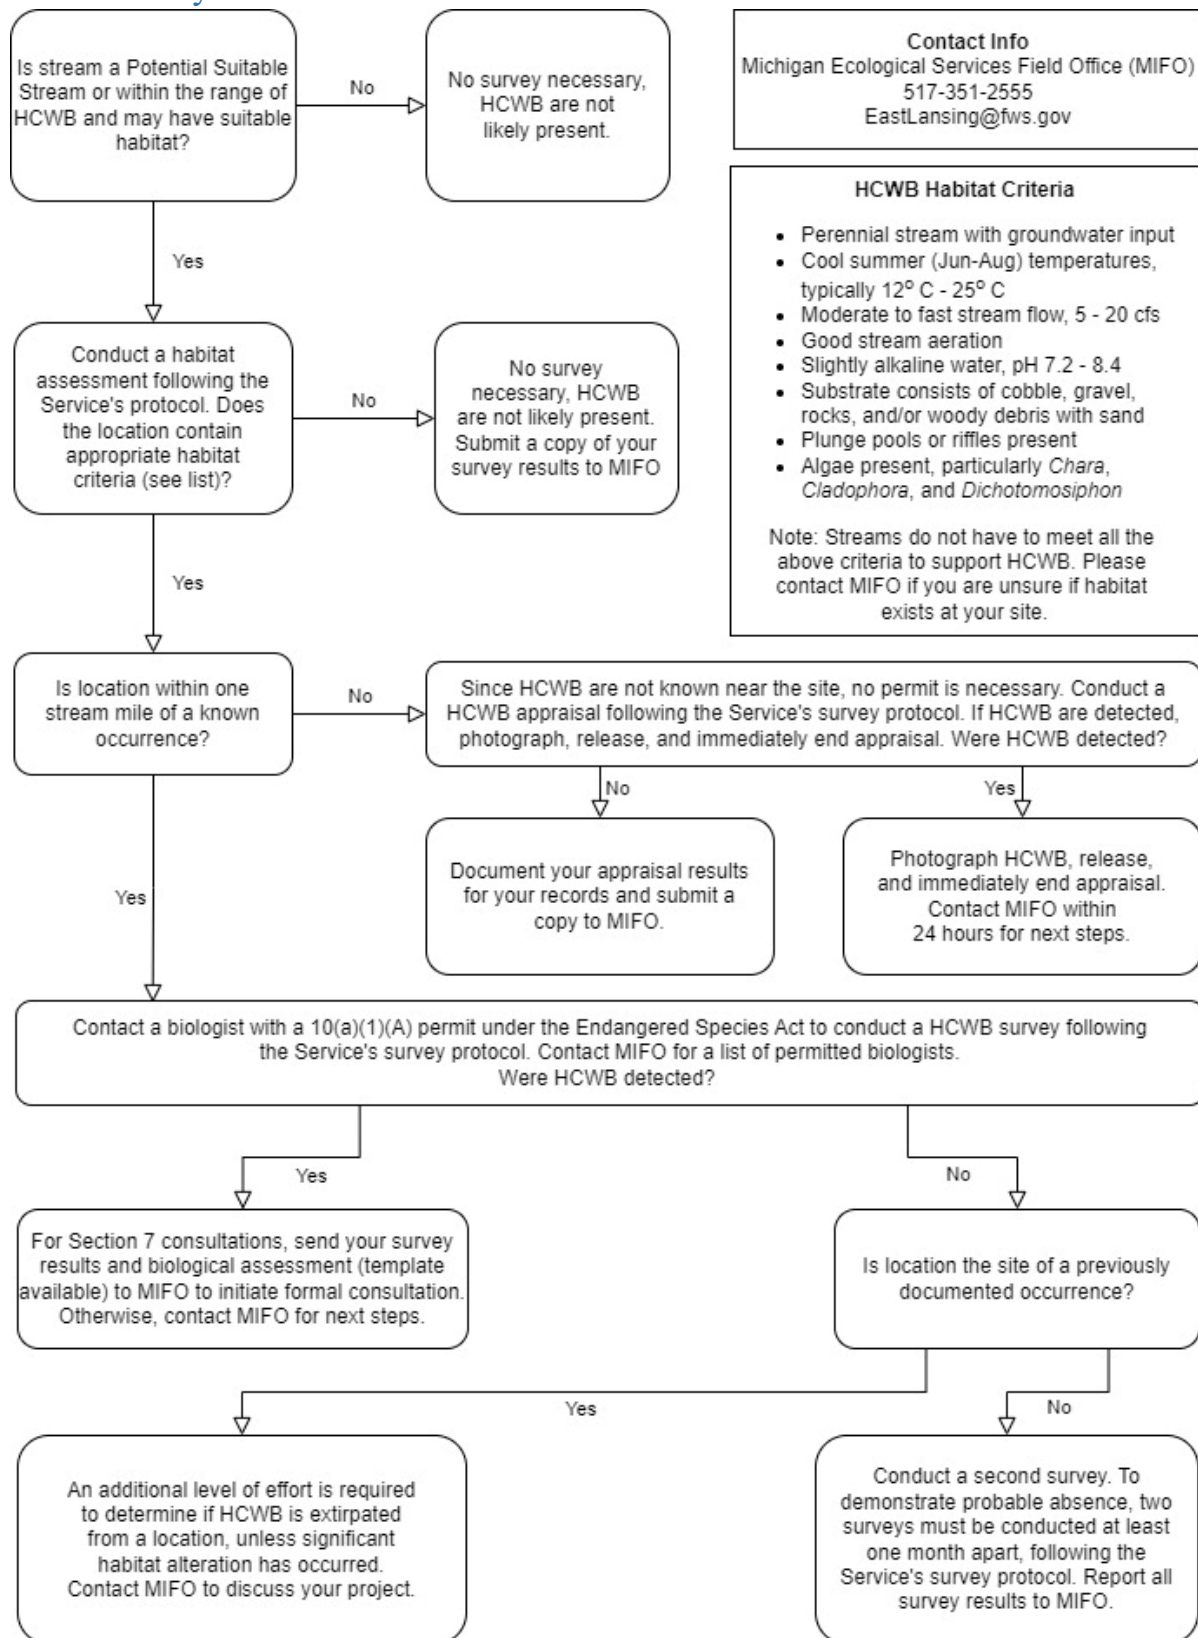 Is stream a Potential Suitable
Stream or within the range of
HCWB and may have suitable
habitat?
No
No survey necessary,
HCWB are not
likely present.
Contact Info
Michigan Ecological Services Field Office (MIFO)
517-351-2555
EastLansing@fws.gov
HCWB Habitat Criteria
• Perennial stream with groundwater input
• Cool summer (Jun-Aug) temperatures,
typically 12° C - 25° C
• Moderate to fast stream flow, 5 - 20 cfs
• Good stream aeration
• Slightly alkaline water, pH 7.2 - 8.4
• Substrate consists of cobble, gravel,
rocks, and/or woody debris with sand
• Plunge pools or riffles present
• Algae present, particularly Chara,
Cladophora, and Dichotomosiphon
Note: Streams do not have to meet all the
above criteria to support HCWB. Please
contact MIFO if you are unsure if habitat
exists at your site.
Yes
Conduct a habitat
assessment following the
Service's protocol. Does
the location contain
appropriate habitat
criteria (see list)?
No
No survey
necessary, HCWB
are not likely present.
Submit a copy of your
survey results to MIFO
Yes
Is location within one
stream mile of a known
occurrence?
No
Since HCWB are not known near the site, no permit is necessary. Conduct a
HCWB appraisal following the Service's survey protocol. If HCWB are detected,
photograph, release, and immediately end appraisal. Were HCWB detected?
No
Yes
Document your appraisal results
for your records and submit a
copy to MIFO.
Photograph HCWB, release,
and immediately end appraisal.
Contact MIFO within
24 hours for next steps.
Yes
Contact a biologist with a 10(a)(1)(A) permit under the Endangered Species Act to conduct a HCWB survey following
the Service's survey protocol. Contact MIFO for a list of permitted biologists.
Were HCWB detected?
Yes
No
For Section 7 consultations, send your survey
results and biological assessment (template
available) to MIFO to initiate formal consultation.
Otherwise, contact MIFO for next steps.
Is location the site of a previously
documented occurrence?
Yes
No
An additional level of effort is required
to determine if HCWB is extirpated
from a location, unless significant
habitat alteration has occurred.
Contact MIFO to discuss your project.
Conduct a second survey. To
demonstrate probable absence, two
surveys must be conducted at least
one month apart, following the
Service's survey protocol. Report all
survey results to MIFO.